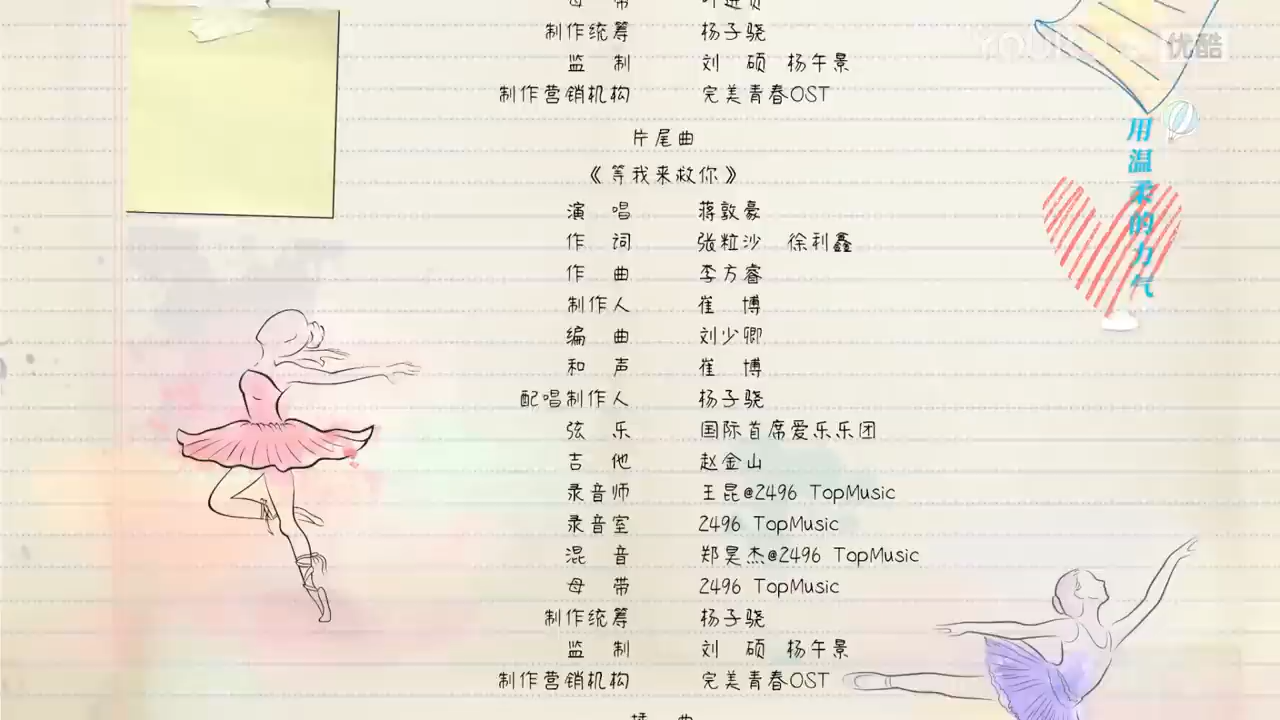 制作统筹 杨子骁
监 制 刘 硕 杨午景
制作营销机构 完美青春OST
片尾曲
《等我来救你》
演 唱 蒋敦豪
作 词 张粒沙 徐利鑫
作 曲 李方睿
制作人 崔 博
编 曲 刘少卿
和 声 崔 博
配唱制作人 杨子骁
弦 乐 国际首席爱乐乐团
吉 他 赵金山
录音师 王昆@2496 TopMusic
录音室 2496 TopMusic
混 音 郑昊杰@2496 TopMusic
母 带 2496 TopMusic
制作统筹 杨子骁
监 制 刘 硕 杨午景
制作营销机构 完美青春OST
YOUKU 优酷
用温柔的力气